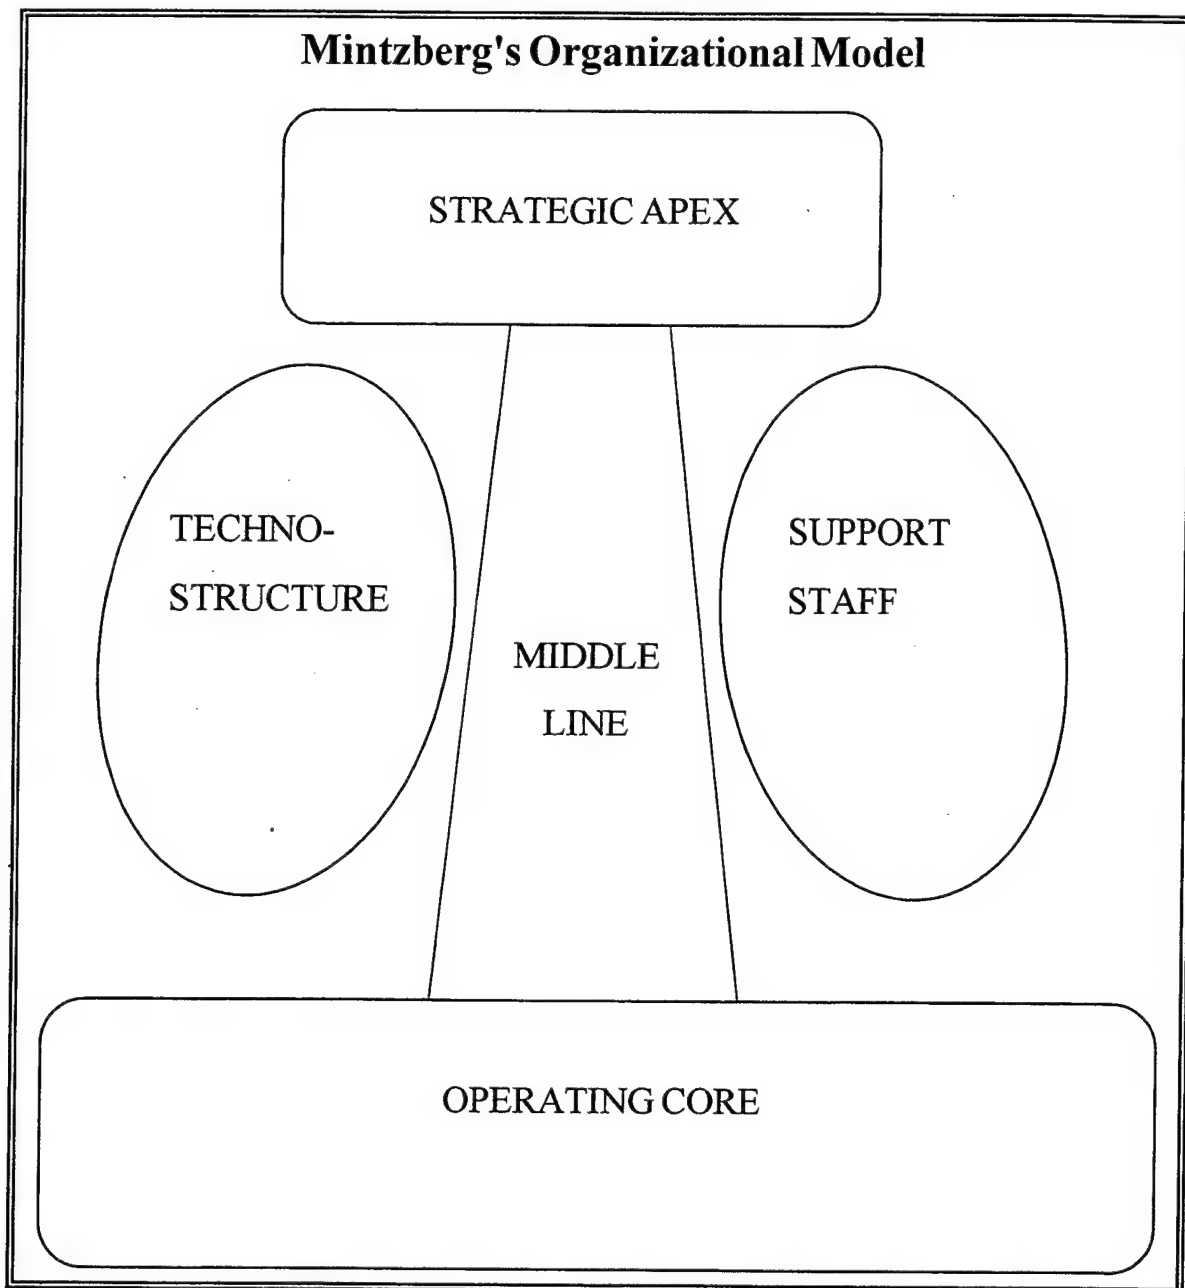 Mintzberg's Organizational Model
STRATEGIC APEX
TECHNO-
STRUCTURE
SUPPORT
STAFF
MIDDLE
LINE
OPERATING CORE